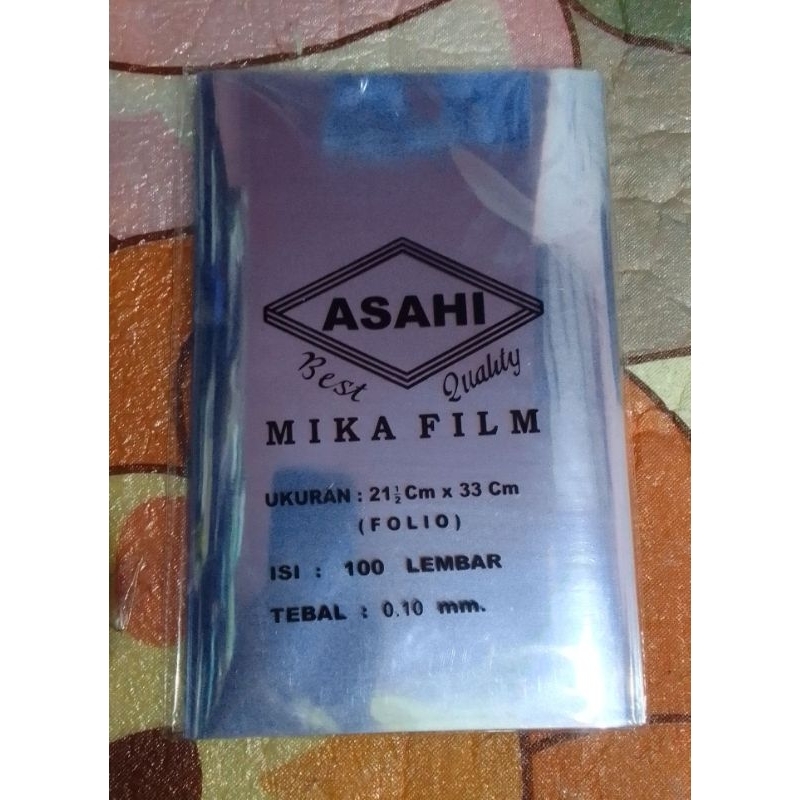 ASAHI
Best Quality
MIKA FILM
UKURAN : 21½ Cm x 33 Cm
(FOLIO)
ISI : 100 LEMBAR
TEBAL : 0.10 mm.